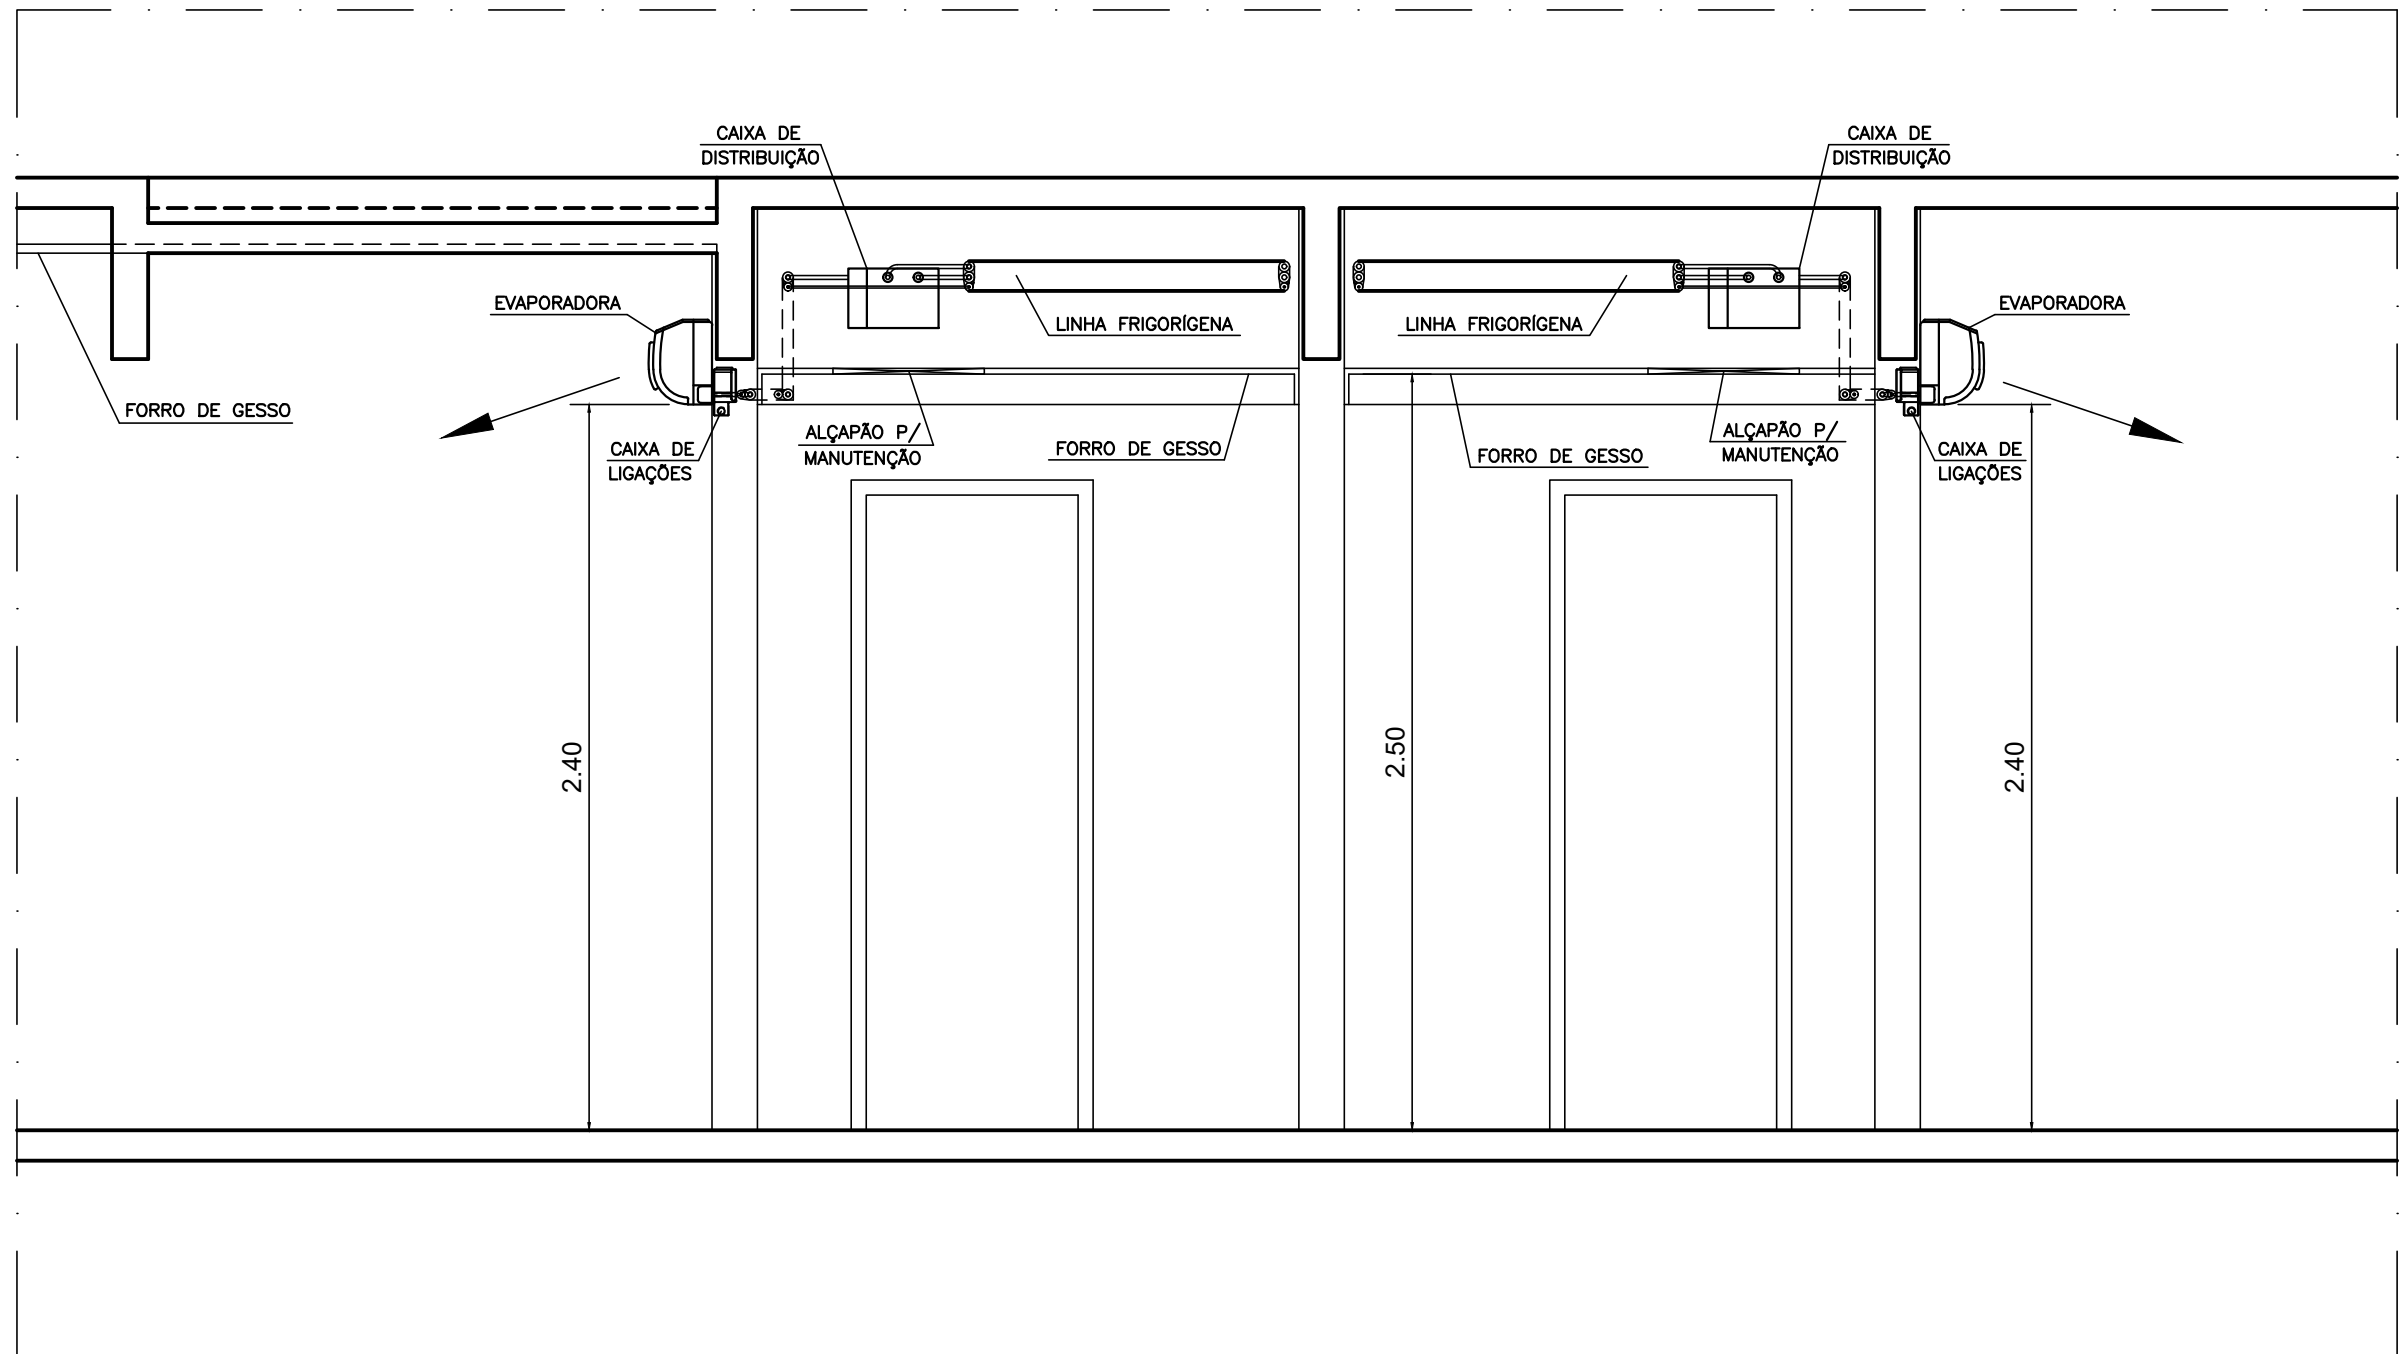 CAIXA DE
DISTRIBUIÇÃO
CAIXA DE
DISTRIBUIÇÃO
EVAPORADORA
LINHA FRIGORÍGENA
LINHA FRIGORÍGENA
EVAPORADORA
FORRO DE GESSO
CAIXA DE
LIGAÇÕES
ALÇAPÃO P/
MANUTENÇÃO
FORRO DE GESSO
FORRO DE GESSO
ALÇAPÃO P/
MANUTENÇÃO
CAIXA DE
LIGAÇÕES
2.40
2.50
2.40